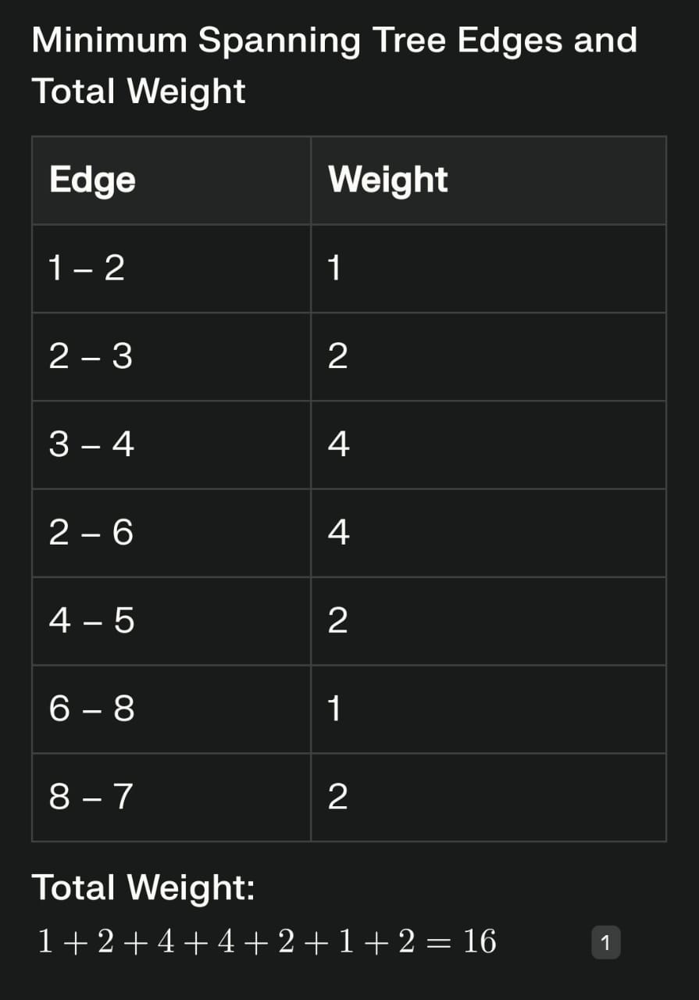 Minimum Spanning Tree Edges and
Total Weight
Edge Weight
1 – 2 1
2 – 3 2
3 – 4 4
2 – 6 4
4 – 5 2
6 – 8 1
8 – 7 2
Total Weight:
1 + 2 + 4 + 4 + 2 + 1 + 2 = 16 1